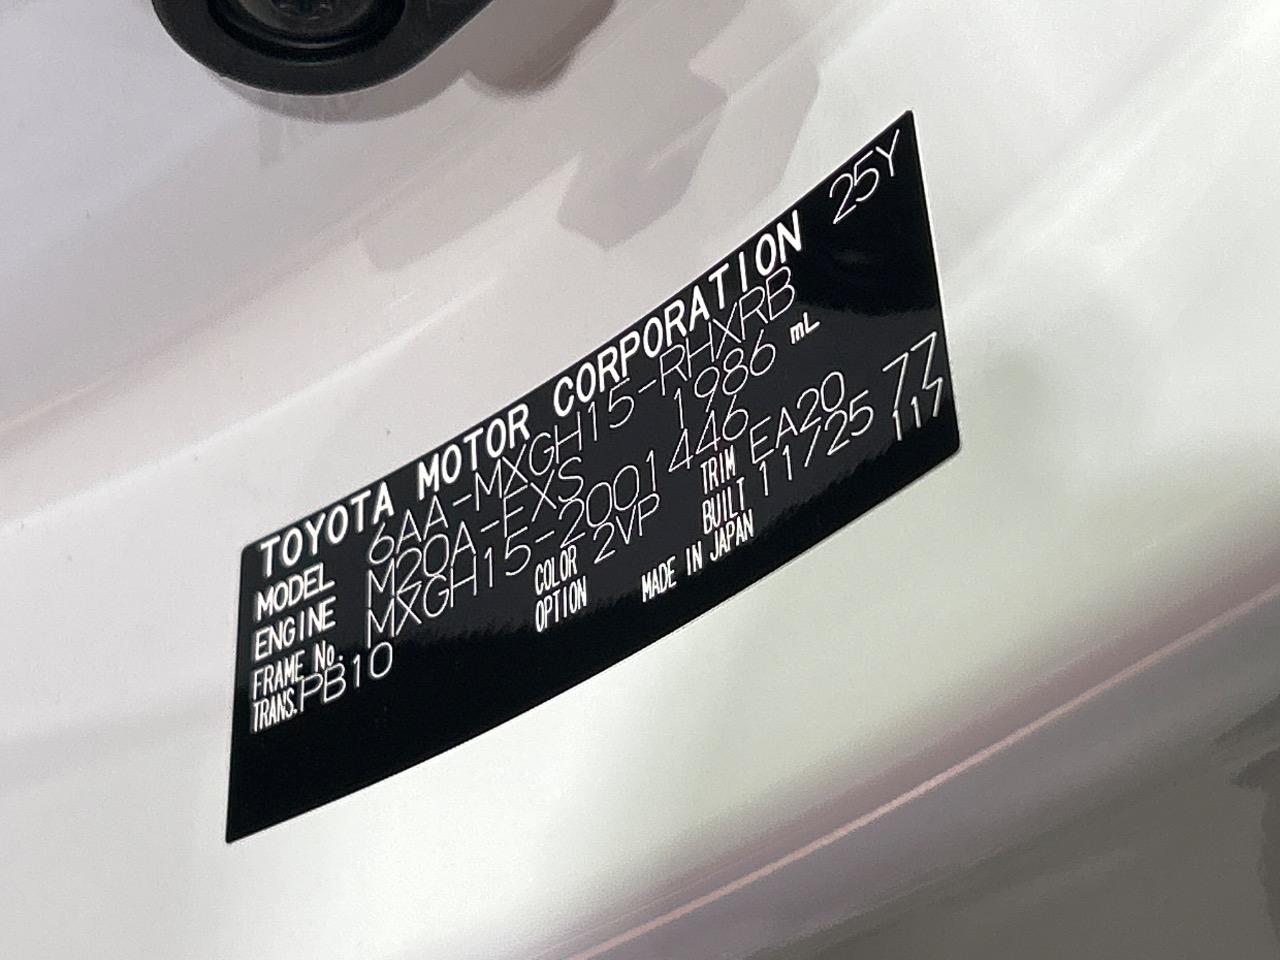 TOYOTA MOTOR CORPORATION 25Y
MODEL 6AA-MXGH15-RHXRB
ENGINE M20A-FXS 1986 mL
FRAME No. MXGH15-2001446
COLOR 2VP TRIM EA20 77
OPTION BUILT 11/25 117
TRANS. PB10
MADE IN JAPAN